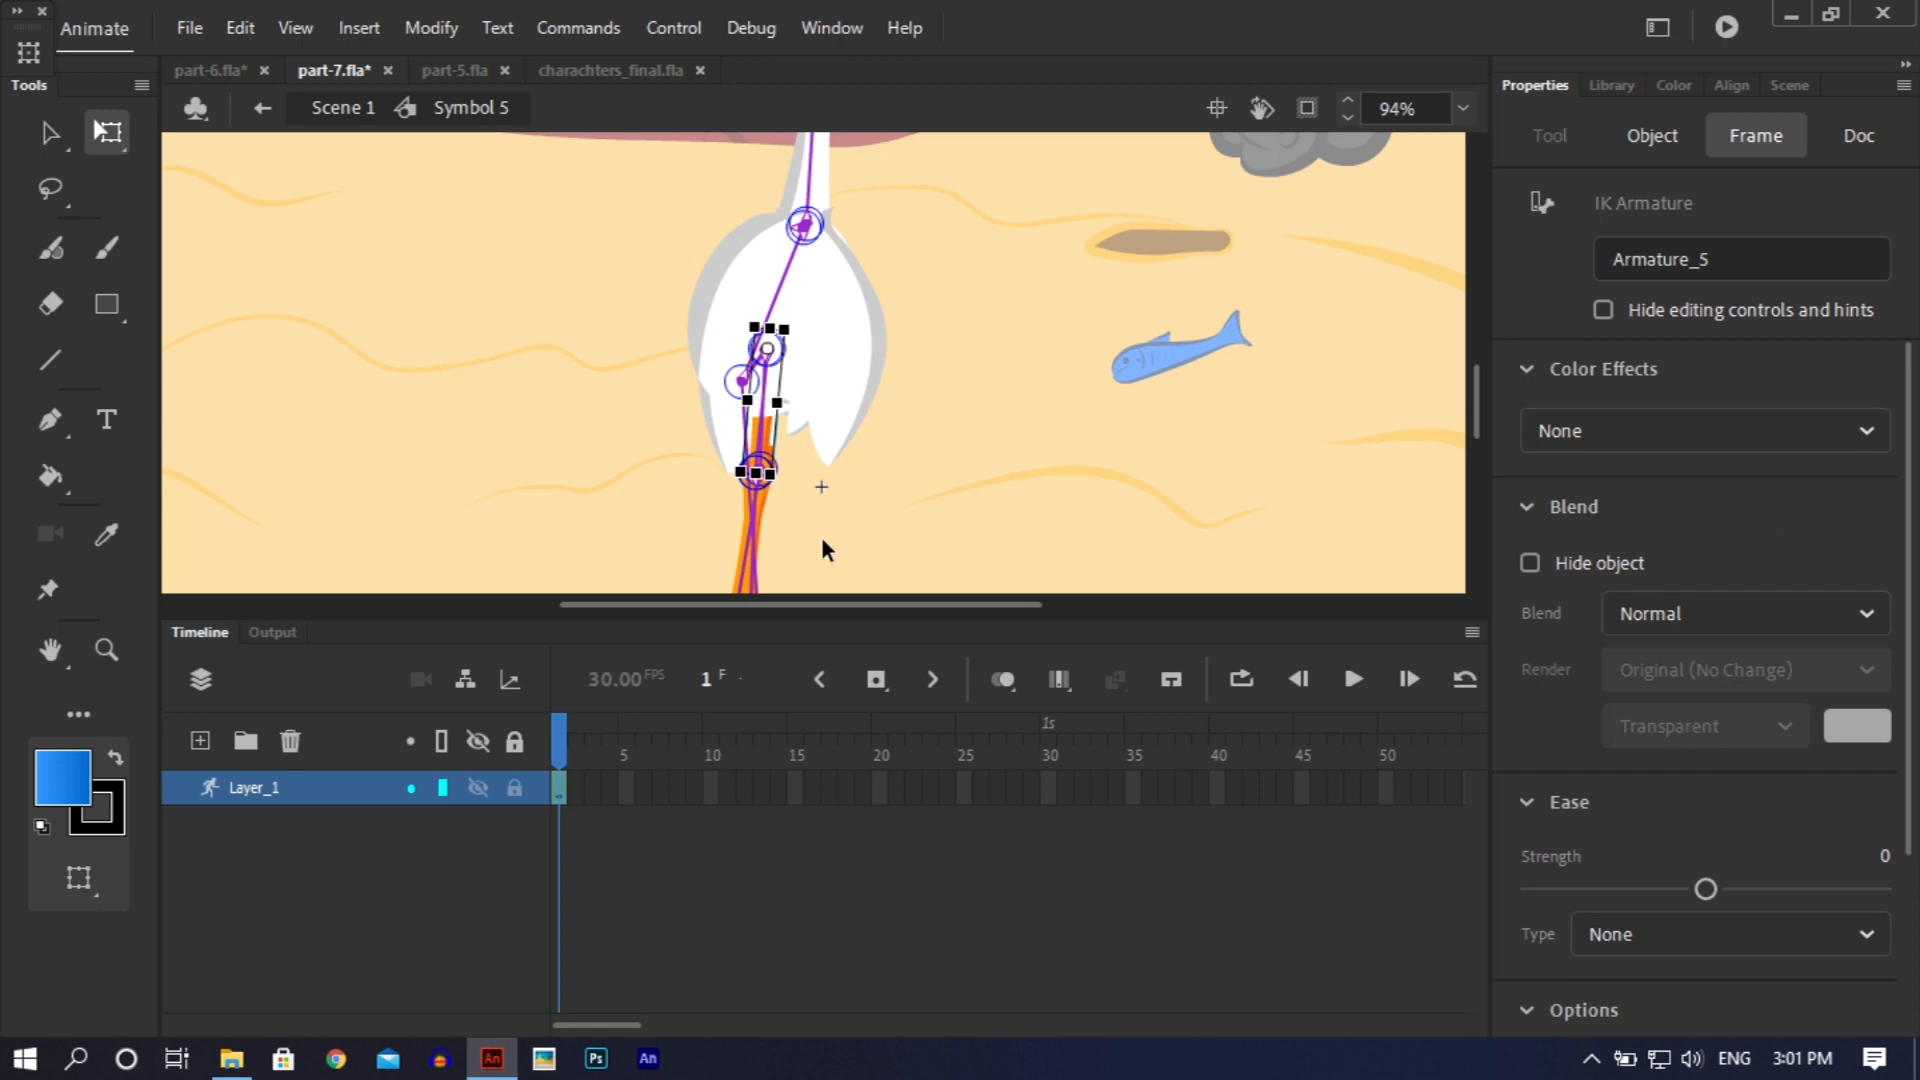 Animate File Edit View Insert Modify Text Commands Control Debug Window Help
Tools part-6.fla* part-7.fla* part-5.fla charachters_final.fla Properties Library Color Align Scene
Scene 1 Symbol 5 94%
Tool Object Frame Doc
IK Armature
Armature_5
Hide editing controls and hints
Color Effects
None
Blend
Hide object
Blend Normal
Render Original (No Change)
Transparent
Ease
Strength 0
Type None
Options
T
Timeline Output
30.00 FPS 1 F
1s
5 10 15 20 25 30 35 40 45 50
Layer_1
An Ps An ENG 3:01 PM